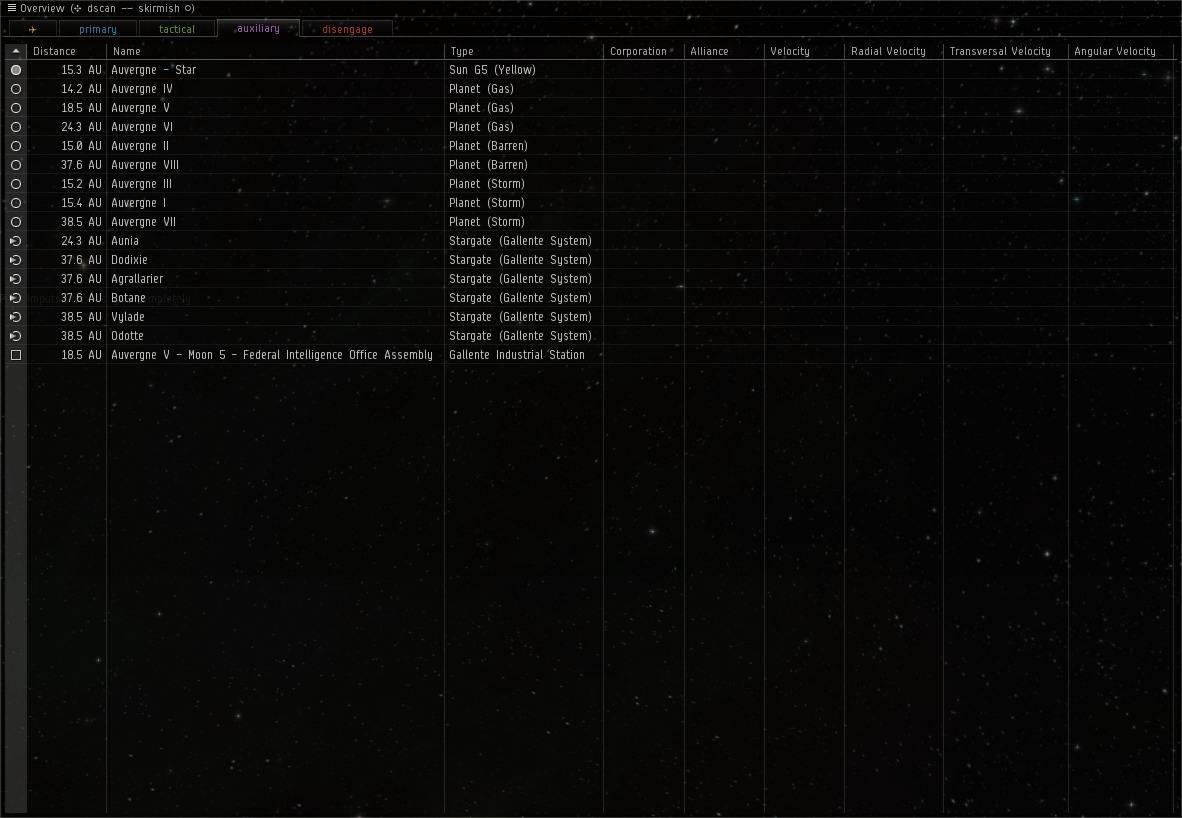 Overview (✣ dscan -- skirmish ○)
primary tactical auxiliary disengage
Distance Name Type Corporation Alliance Velocity Radial Velocity Transversal Velocity Angular Velocity
15.3 AU Auvergne - Star Sun G5 (Yellow)
14.2 AU Auvergne IV Planet (Gas)
18.5 AU Auvergne V Planet (Gas)
24.3 AU Auvergne VI Planet (Gas)
15.0 AU Auvergne II Planet (Barren)
37.6 AU Auvergne VIII Planet (Barren)
15.2 AU Auvergne III Planet (Storm)
15.4 AU Auvergne I Planet (Storm)
38.5 AU Auvergne VII Planet (Storm)
24.3 AU Aunia Stargate (Gallente System)
37.6 AU Dodixie Stargate (Gallente System)
37.6 AU Agrallarier Stargate (Gallente System)
37.6 AU Botane Stargate (Gallente System)
38.5 AU Vylade Stargate (Gallente System)
38.5 AU Odotte Stargate (Gallente System)
18.5 AU Auvergne V - Moon 5 - Federal Intelligence Office Assembly Gallente Industrial Station